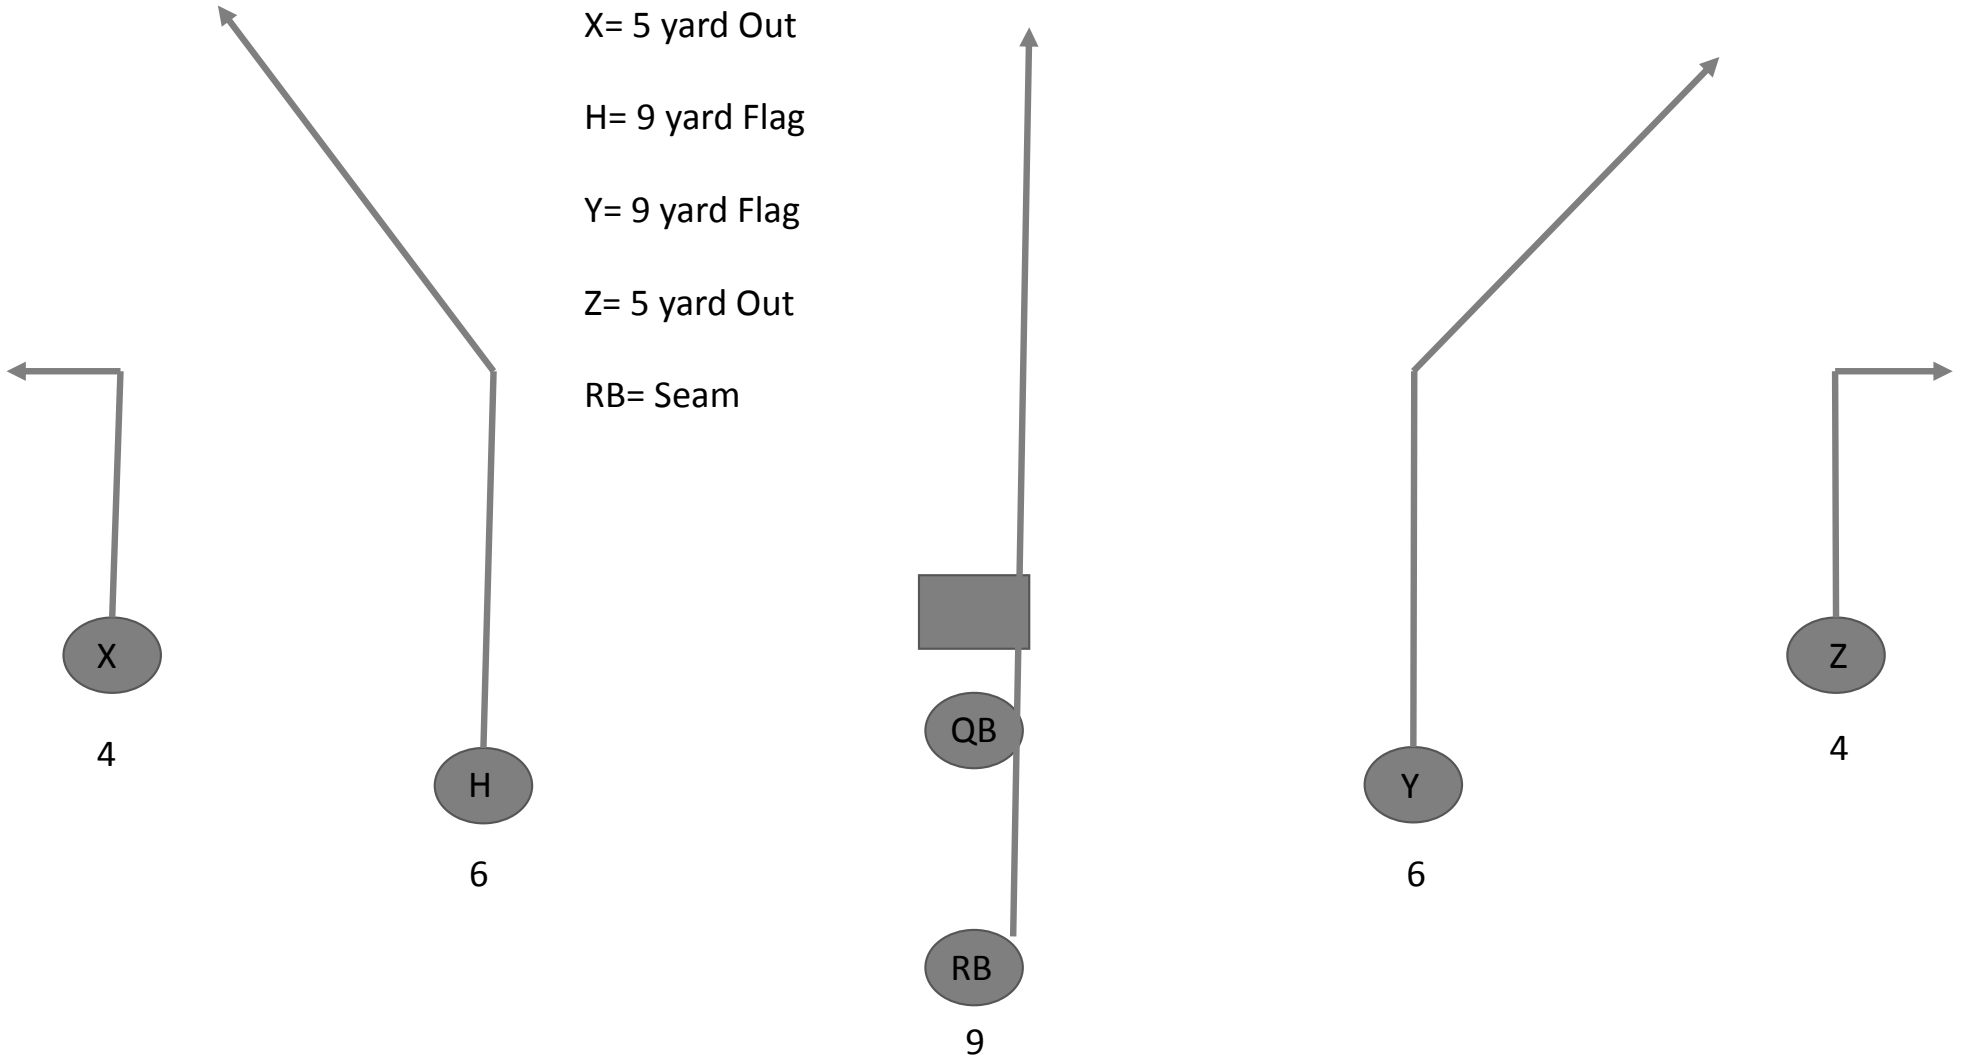 X= 5 yard Out
H= 9 yard Flag
Y= 9 yard Flag
Z= 5 yard Out
RB= Seam
X
Z
QB
4
4
H
Y
6
6
RB
9